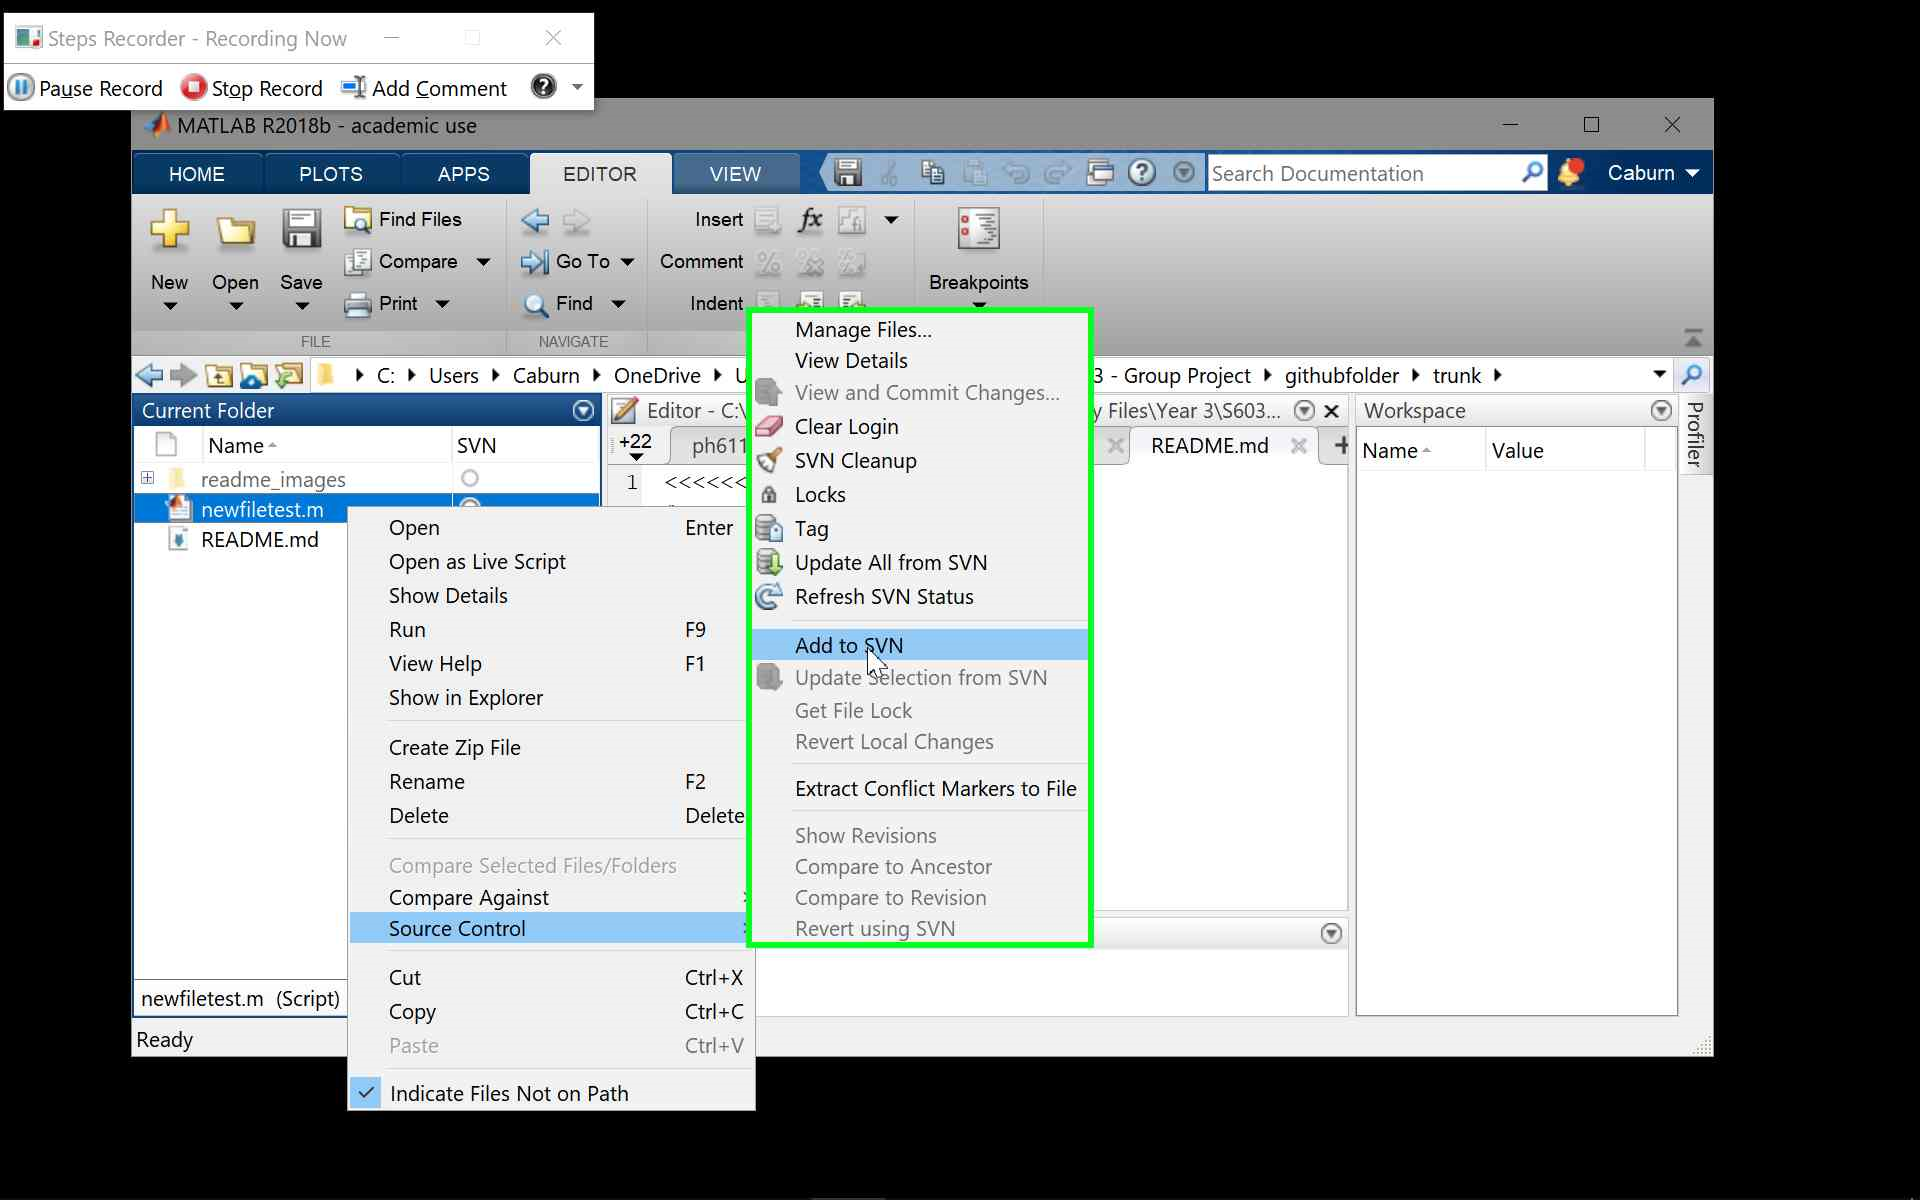 Steps Recorder - Recording Now
Pause Record Stop Record Add Comment
MATLAB R2018b - academic use
HOME PLOTS APPS EDITOR VIEW Search Documentation Caburn
New Open Save Find Files Compare Print
Go To Find
Insert Comment Indent
Breakpoints
FILE NAVIGATE
C: Users Caburn OneDrive 3 - Group Project githubfolder trunk
Current Folder
Name SVN
readme_images
newfiletest.m
README.md
newfiletest.m (Script)
Ready
Editor - C:\ y Files\Year 3\S603...
+22 ph611 README.md +
1 <<<<<<
Workspace
Name Value
Profiler
Open Enter
Open as Live Script
Show Details
Run F9
View Help F1
Show in Explorer
Create Zip File
Rename F2
Delete Delete
Compare Selected Files/Folders
Compare Against
Source Control
Cut Ctrl+X
Copy Ctrl+C
Paste Ctrl+V
Indicate Files Not on Path
Manage Files...
View Details
View and Commit Changes...
Clear Login
SVN Cleanup
Locks
Tag
Update All from SVN
Refresh SVN Status
Add to SVN
Update Selection from SVN
Get File Lock
Revert Local Changes
Extract Conflict Markers to File
Show Revisions
Compare to Ancestor
Compare to Revision
Revert using SVN